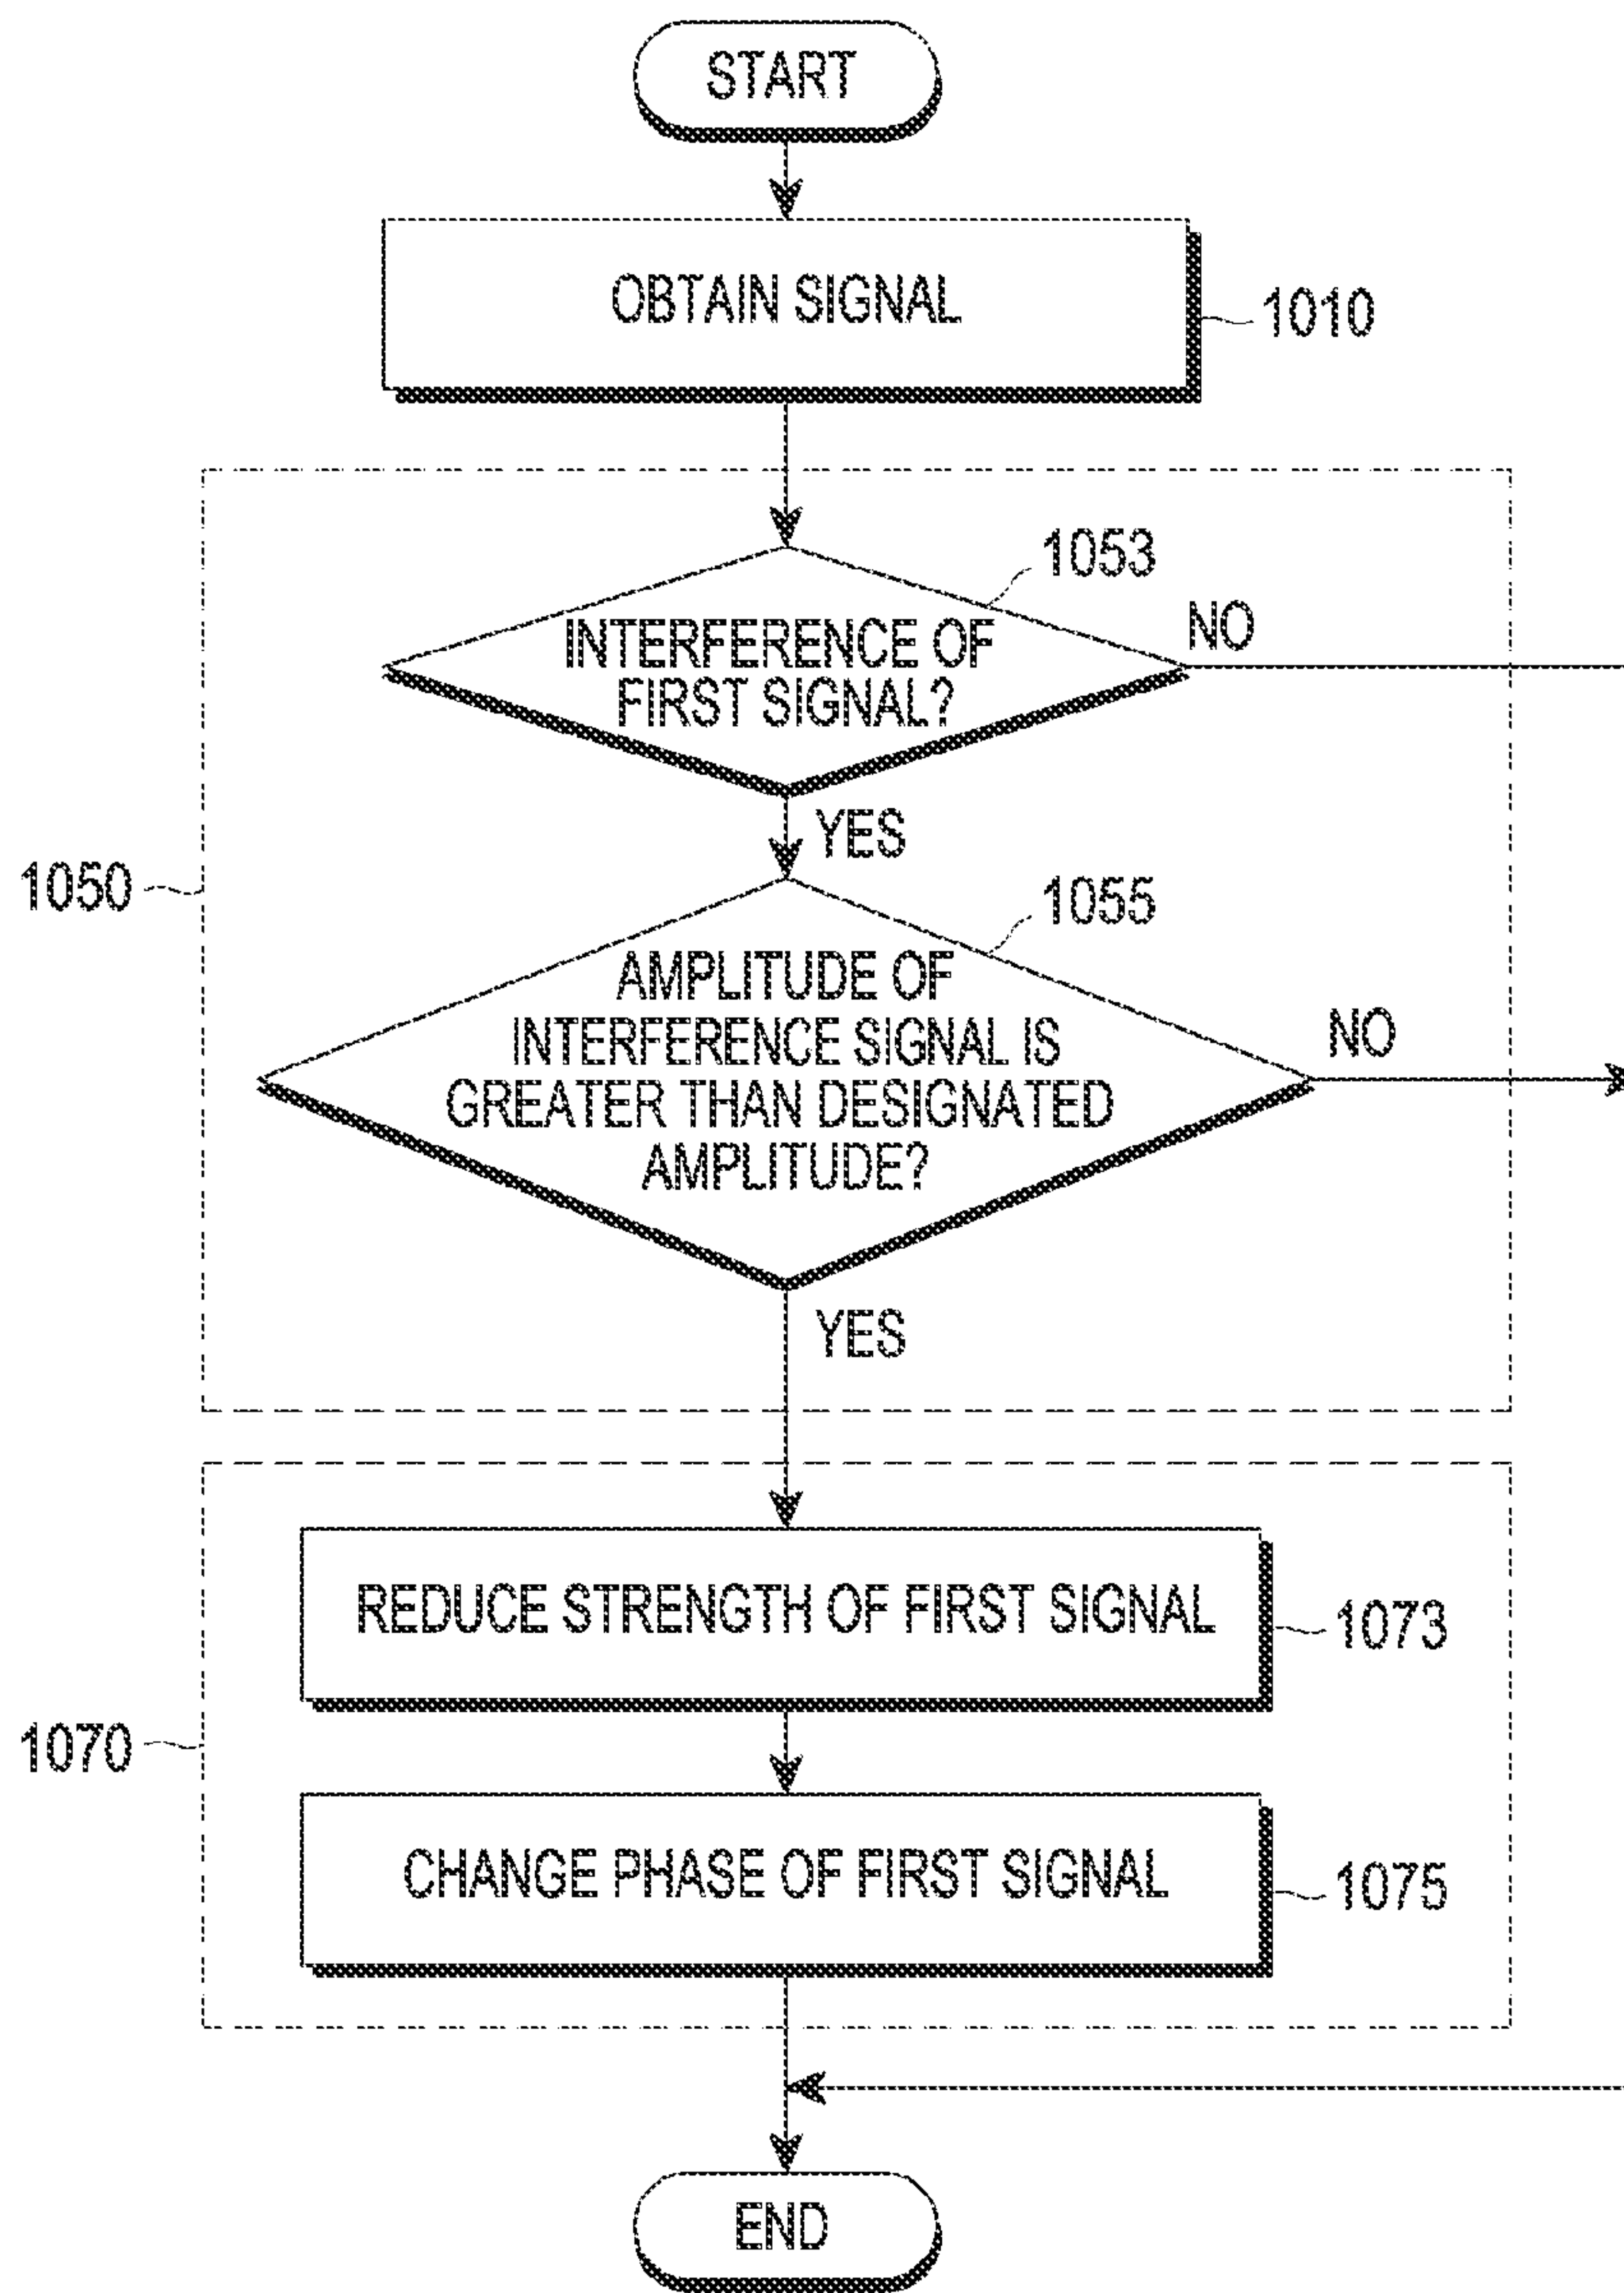 START
OBTAIN SIGNAL
1010
1053
INTERFERENCE OF
FIRST SIGNAL?
NO
YES
1050
1055
AMPLITUDE OF
INTERFERENCE SIGNAL IS
GREATER THAN DESIGNATED
AMPLITUDE?
NO
YES
REDUCE STRENGTH OF FIRST SIGNAL
1073
1070
CHANGE PHASE OF FIRST SIGNAL
1075
END